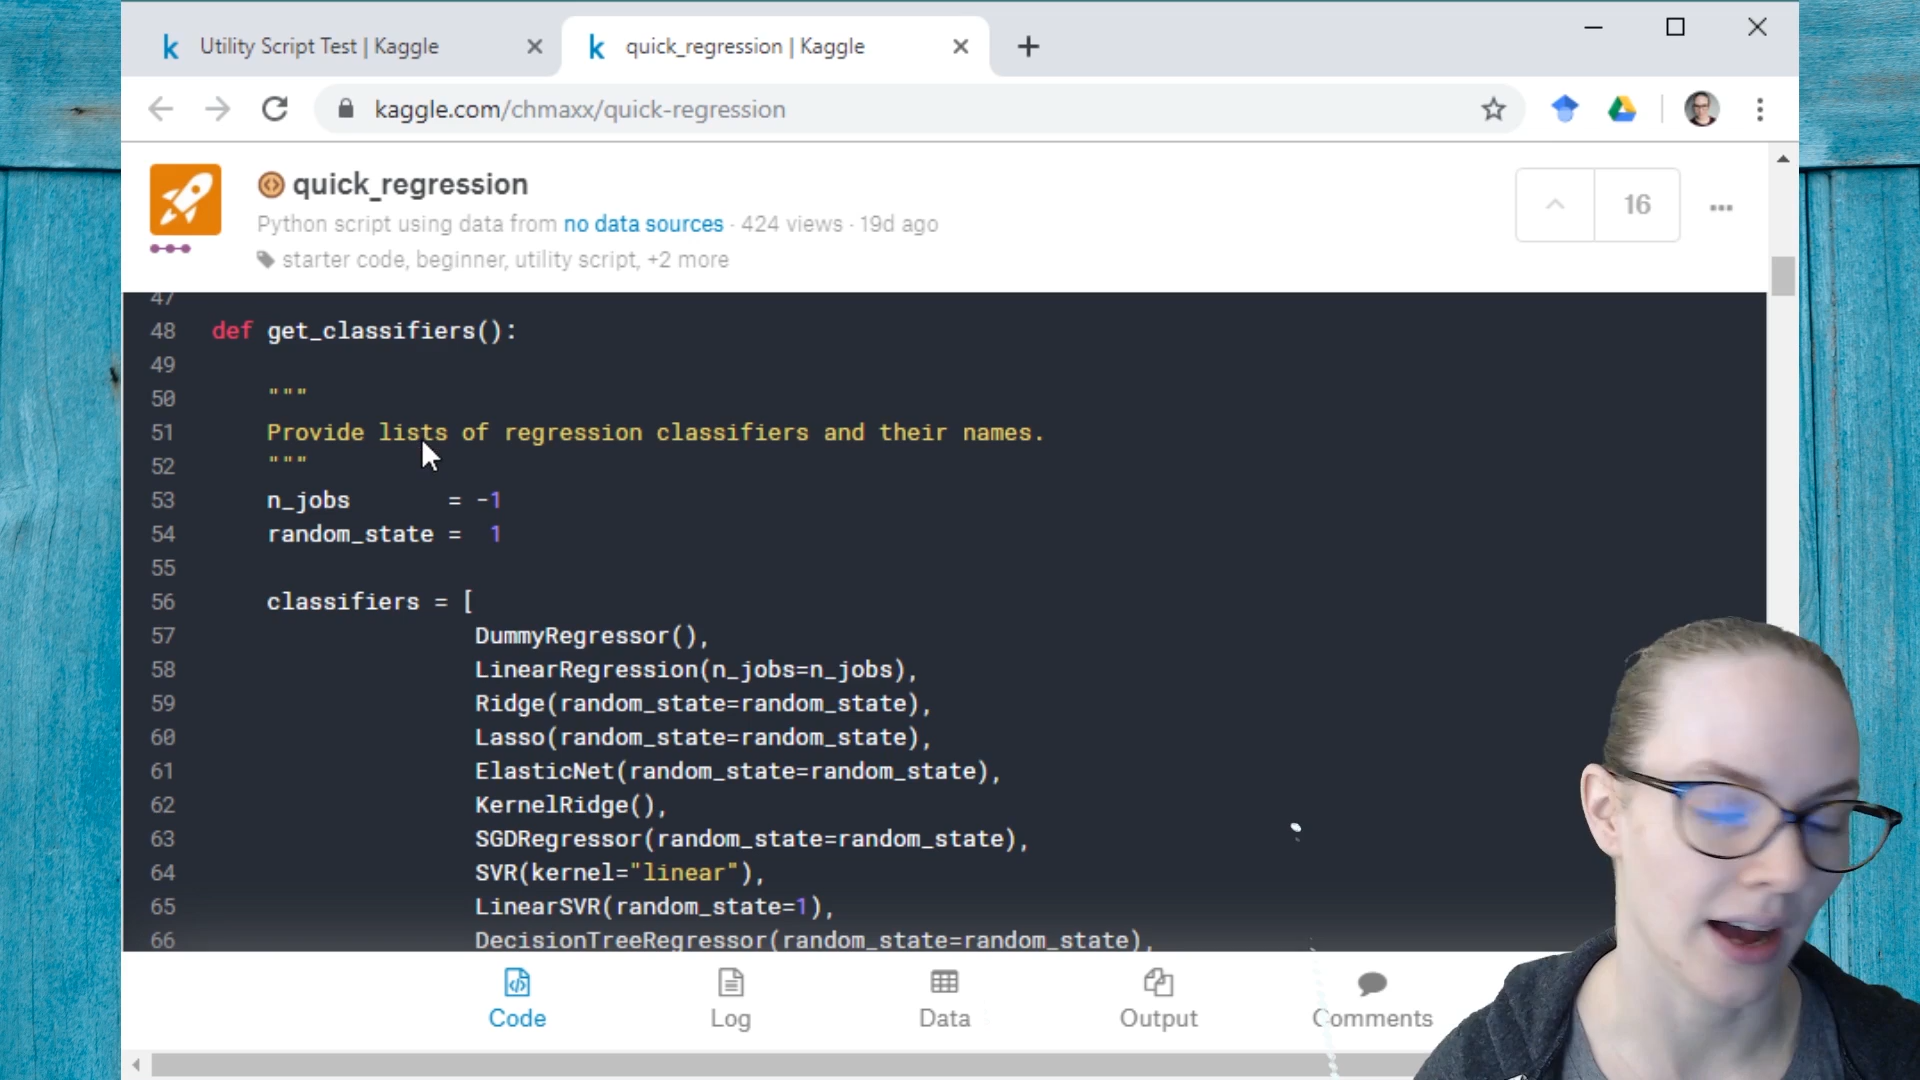 Utility Script Test | Kaggle
quick_regression | Kaggle
kaggle.com/chmaxx/quick-regression
quick_regression
16
Python script using data from no data sources · 424 views · 19d ago
starter code, beginner, utility script, +2 more
47
48 def get_classifiers():
49
50 """
51 Provide lists of regression classifiers and their names.
52 """
53 n_jobs = -1
54 random_state = 1
55
56 classifiers = [
57 DummyRegressor(),
58 LinearRegression(n_jobs=n_jobs),
59 Ridge(random_state=random_state),
60 Lasso(random_state=random_state),
61 ElasticNet(random_state=random_state),
62 KernelRidge(),
63 SGDRegressor(random_state=random_state),
64 SVR(kernel="linear"),
65 LinearSVR(random_state=1),
66 DecisionTreeRegressor(random_state=random_state),
Code Log Data Output Comments